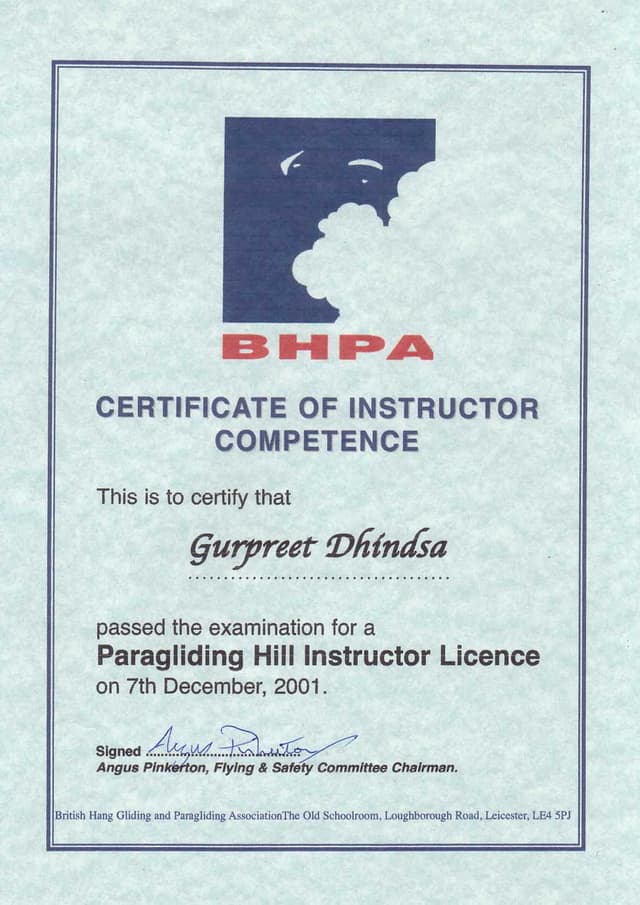 BHPA
CERTIFICATE OF INSTRUCTOR
COMPETENCE
This is to certify that
Gurpreet Dhindsa
passed the examination for a
Paragliding Hill Instructor Licence
on 7th December, 2001.
Signed Angus Pinkerton
Angus Pinkerton, Flying & Safety Committee Chairman.
British Hang Gliding and Paragliding AssociationThe Old Schoolroom, Loughborough Road, Leicester, LE4 5PJ